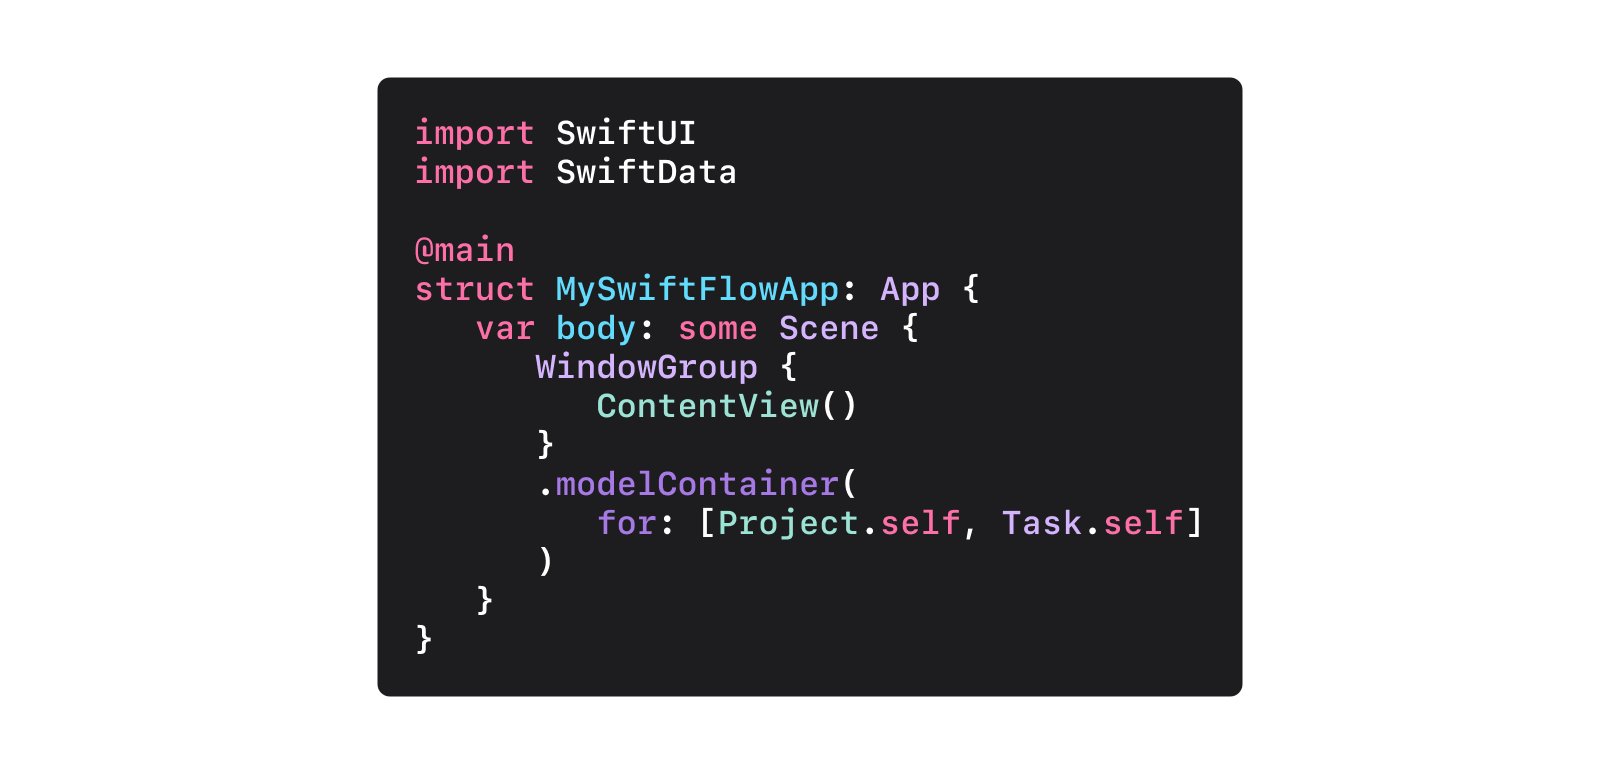 import SwiftUI
import SwiftData

@main
struct MySwiftFlowApp: App {
   var body: some Scene {
      WindowGroup {
         ContentView()
      }
      .modelContainer(
         for: [Project.self, Task.self]
      )
   }
}